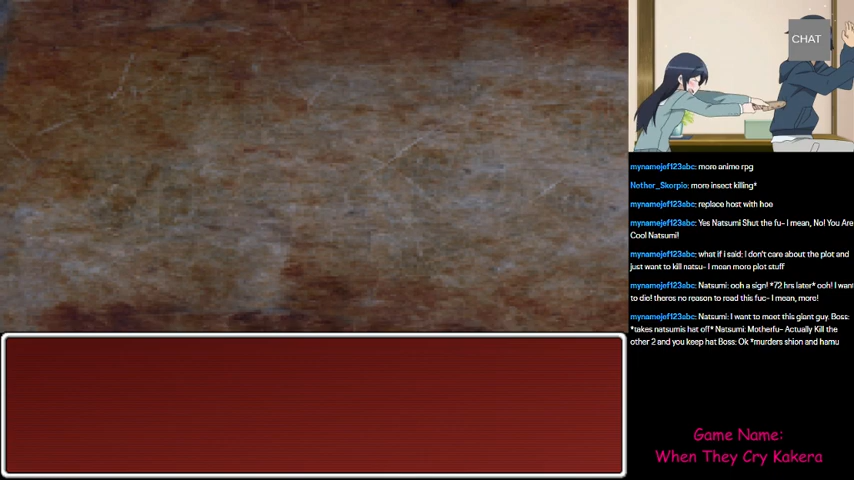 CHAT
mynamejef123abc: more anime rpg
Nether_Skorpio: more insect killing*
mynamejef123abc: replace host with hoe
mynamejef123abc: Yes Natsumi Shut the fu- I mean, No! You Are
Cool Natsumi!
mynamejef123abc: what if i said: I don't care about the plot and
just want to kill natsu- I mean more plot stuff
mynamejef123abc: Natsumi: ooh a sign! *72 hrs later* ooh! I want
to die! theres no reason to read this fuc- I mean, more!
mynamejef123abc: Natsumi: I want to meet this giant guy. Boss:
*takes natsumis hat off* Natsumi: Motherfu- Actually Kill the
other 2 and you keep hat Boss: Ok *murders shion and hamu
Game Name:
When They Cry Kakera